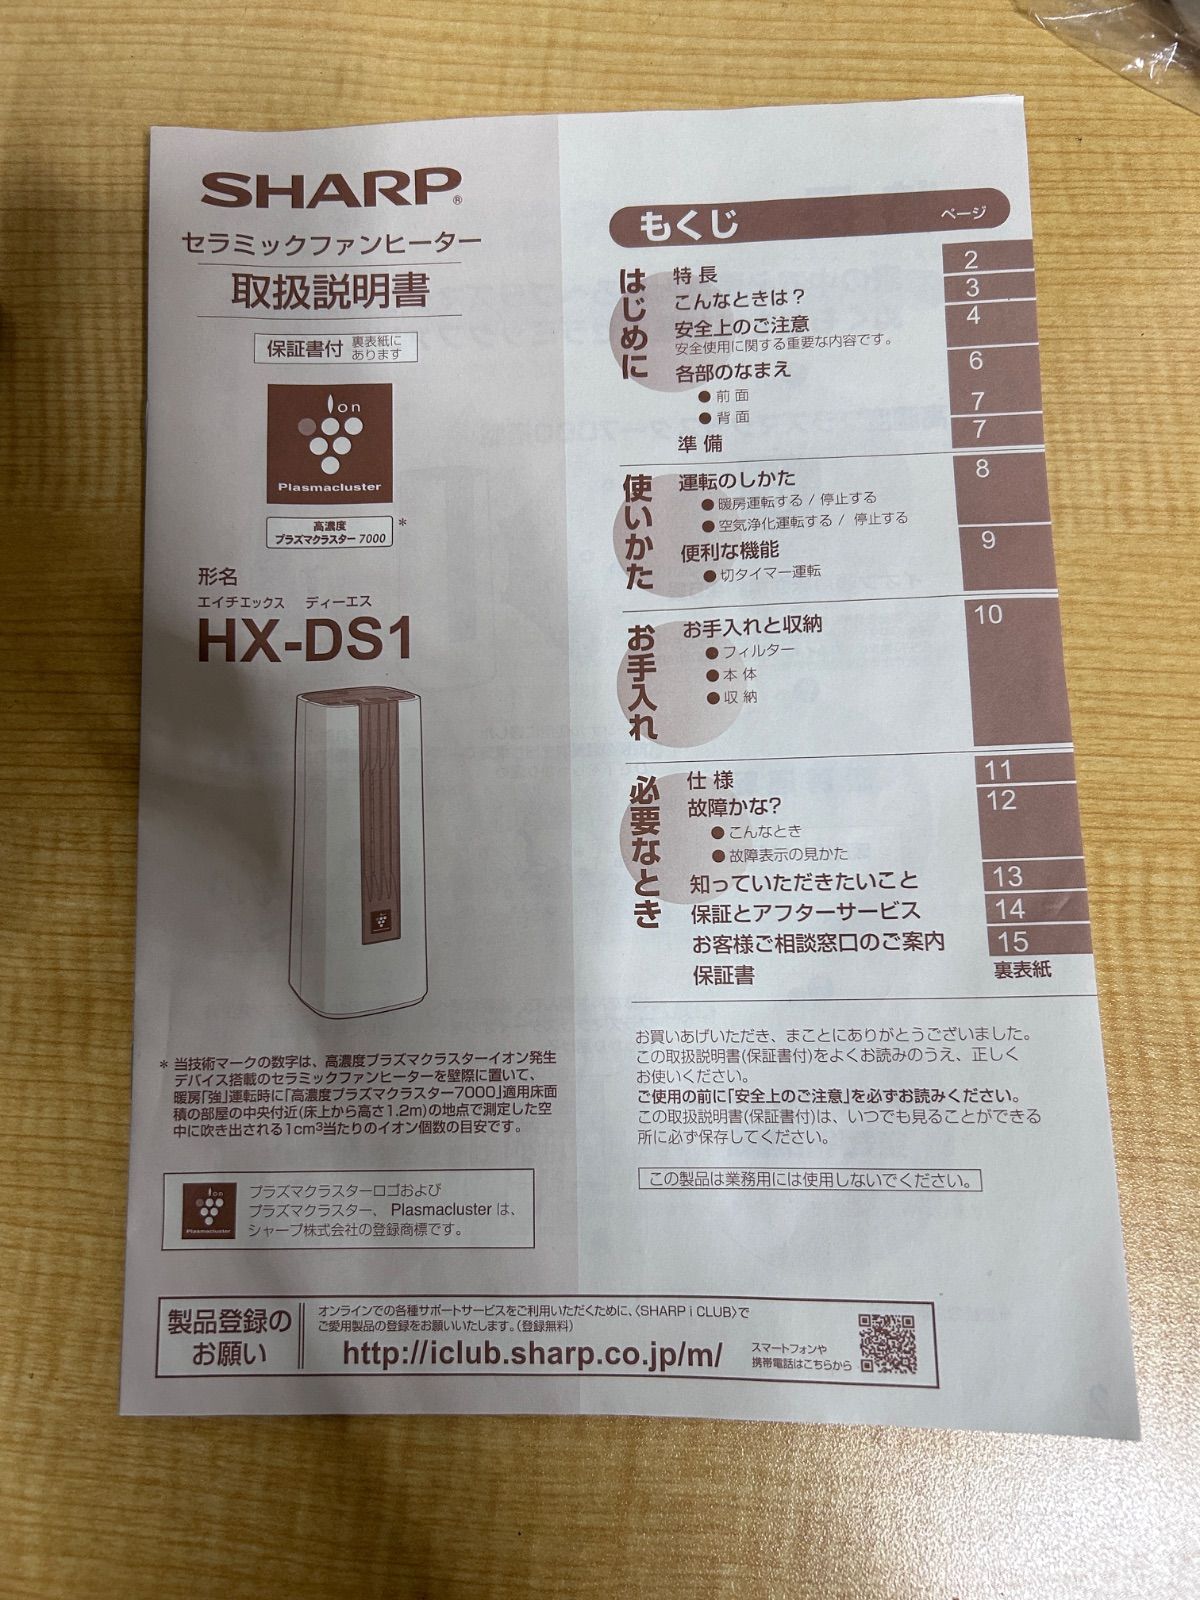 SHARP®
セラミックファンヒーター
取扱説明書
保証書付 裏表紙に
あります
Ion
Plasmacluster
高濃度
プラズマクラスター 7000
*
形名
エイチエックス ディーエス
HX-DS1
* 当技術マークの数字は、高濃度プラズマクラスターイオン発生
デバイス搭載のセラミックファンヒーターを壁際に置いて、
暖房「強」運転時に「高濃度プラズマクラスター7000」適用床面
積の部屋の中央付近(床上から高さ1.2m)の地点で測定した空
中に吹き出される1cm³当たりのイオン個数の目安です。
Ion
Plasmacluster
プラズマクラスターロゴおよび
プラズマクラスター、 Plasmacluster は、
シャープ株式会社の登録商標です。
もくじ ページ
はじめに
特長 2
こんなときは? 3
安全上のご注意 4
安全使用に関する重要な内容です。
各部のなまえ 6
●前面
●背面 7
準備 7
使いかた
運転のしかた 8
●暖房運転する / 停止する
●空気浄化運転する / 停止する
便利な機能 9
●切タイマー運転
お手入れ
お手入れと収納 10
●フィルター
●本体
●収納
必要なとき
仕様 11
故障かな? 12
●こんなとき
●故障表示の見かた
知っていただきたいこと 13
保証とアフターサービス 14
お客様ご相談窓口のご案内 15
保証書 裏表紙
お買いあげいただき、まことにありがとうございました。
この取扱説明書(保証書付)をよくお読みのうえ、正しく
お使いください。
ご使用の前に「安全上のご注意」を必ずお読みください。
この取扱説明書(保証書付)は、いつでも見ることができる
所に必ず保存してください。
この製品は業務用には使用しないでください。
製品登録の
お願い
オンラインでの各種サポートサービスをご利用いただくために、〈SHARP i CLUB〉で
ご愛用製品の登録をお願いいたします。(登録無料)
http://iclub.sharp.co.jp/m/
スマートフォンや
携帯電話はこちらから